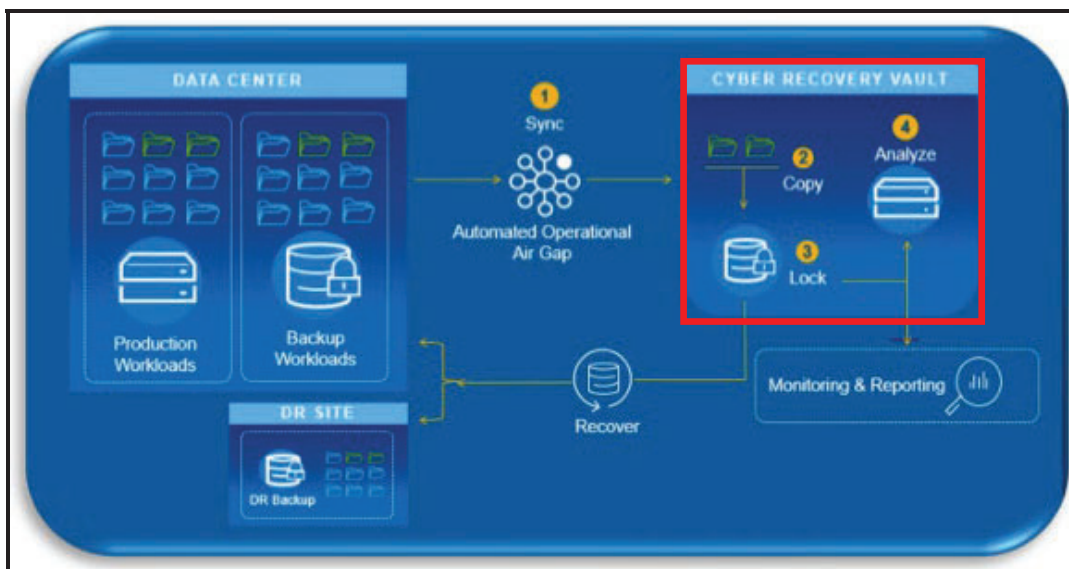 DATA CENTER
Production
Workloads
Backup
Workloads
1
Sync
Automated Operational
Air Gap
CYBER RECOVERY VAULT
2
Copy
3
Lock
4
Analyze
Monitoring & Reporting
Recover
DR SITE
DR Backup